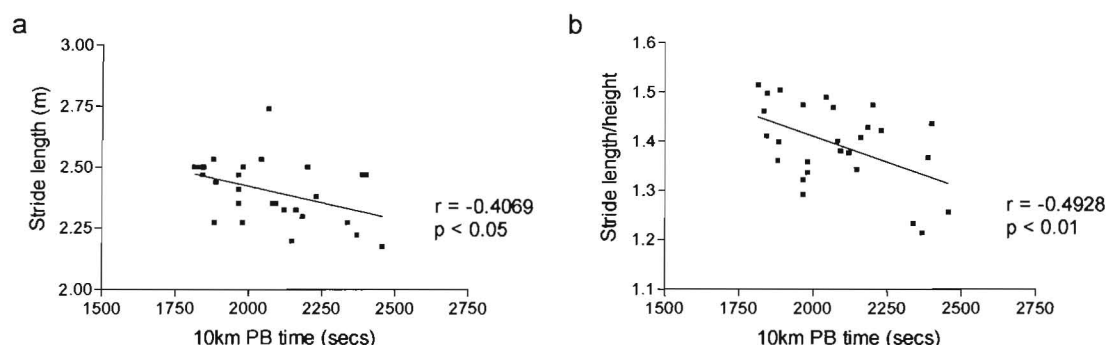 a
Stride length (m)
3.00
2.75
2.50
2.25
2.00
1500 1750 2000 2250 2500 2750
10km PB time (secs)
r = -0.4069
p < 0.05
b
Stride length/height
1.6
1.5
1.4
1.3
1.2
1.1
1500 1750 2000 2250 2500 2750
10km PB time (secs)
r = -0.4928
p < 0.01